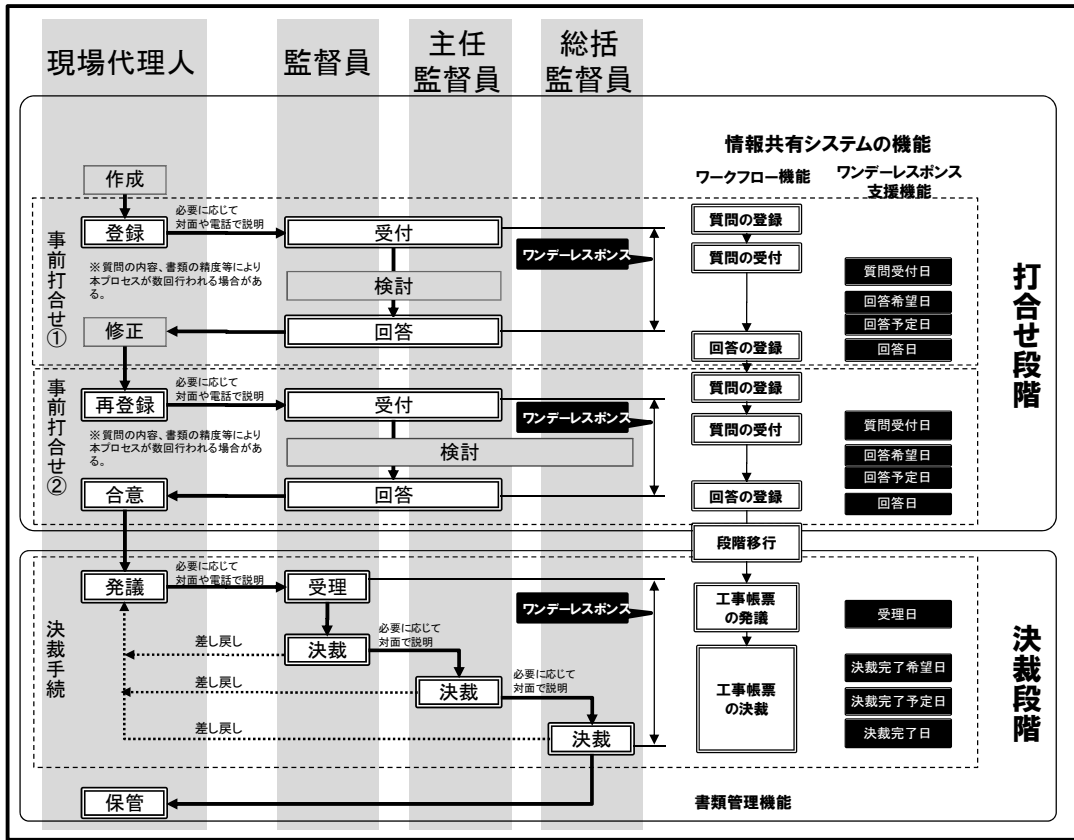 現場代理人
監督員
主任
監督員
総括
監督員
情報共有システムの機能
ワークフロー機能
ワンデーレスポンス
支援機能
打合せ段階
作成
事前打合せ①
登録
必要に応じて
対面や電話で説明
受付
※質問の内容、書類の精度等により
本プロセスが数回行われる場合があ
る。
検討
修正
回答
ワンデーレスポンス
質問の登録
質問の受付
回答の登録
質問受付日
回答希望日
回答予定日
回答日
事前打合せ②
再登録
必要に応じて
対面や電話で説明
受付
※質問の内容、書類の精度等により
本プロセスが数回行われる場合があ
る。
検討
合意
回答
ワンデーレスポンス
質問の登録
質問の受付
回答の登録
質問受付日
回答希望日
回答予定日
回答日
段階移行
決裁段階
決裁手続
発議
必要に応じて
対面や電話で説明
受理
決裁
必要に応じて
対面で説明
差し戻し
決裁
必要に応じて
対面で説明
差し戻し
決裁
差し戻し
ワンデーレスポンス
工事帳票
の発議
工事帳票
の決裁
受理日
決裁完了希望日
決裁完了予定日
決裁完了日
保管
書類管理機能